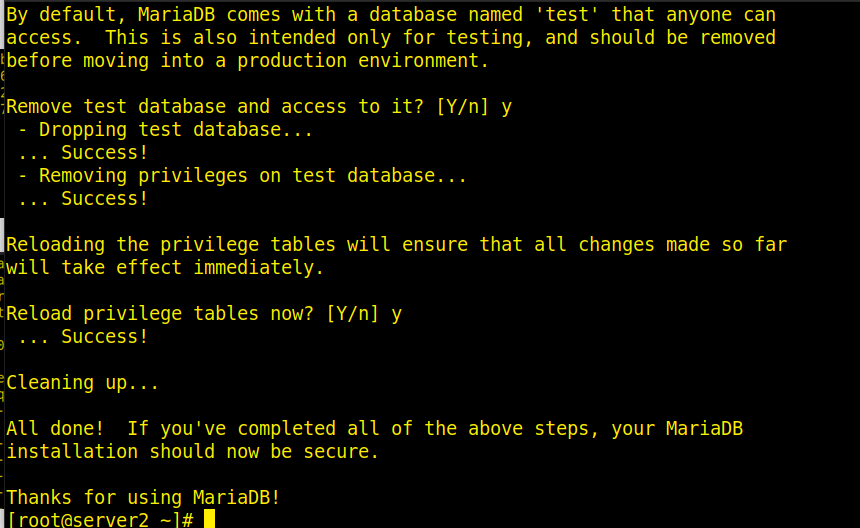 By default, MariaDB comes with a database named 'test' that anyone can
access.  This is also intended only for testing, and should be removed
before moving into a production environment.
Remove test database and access to it? [Y/n] y
 - Dropping test database...
 ... Success!
 - Removing privileges on test database...
 ... Success!
Reloading the privilege tables will ensure that all changes made so far
will take effect immediately.
Reload privilege tables now? [Y/n] y
 ... Success!
Cleaning up...
All done!  If you've completed all of the above steps, your MariaDB
installation should now be secure.
Thanks for using MariaDB!
[root@server2 ~]#